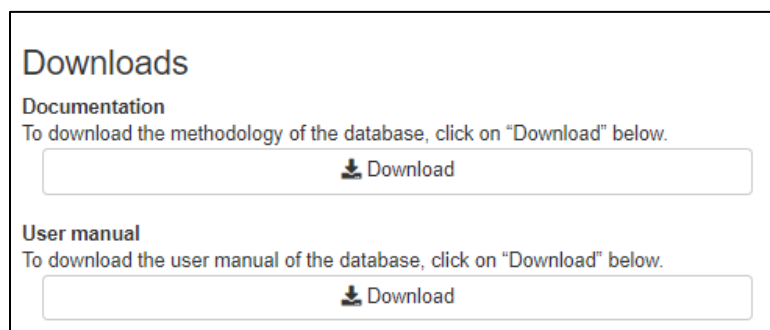 Downloads
Documentation
To download the methodology of the database, click on “Download” below.
Download
User manual
To download the user manual of the database, click on “Download” below.
Download